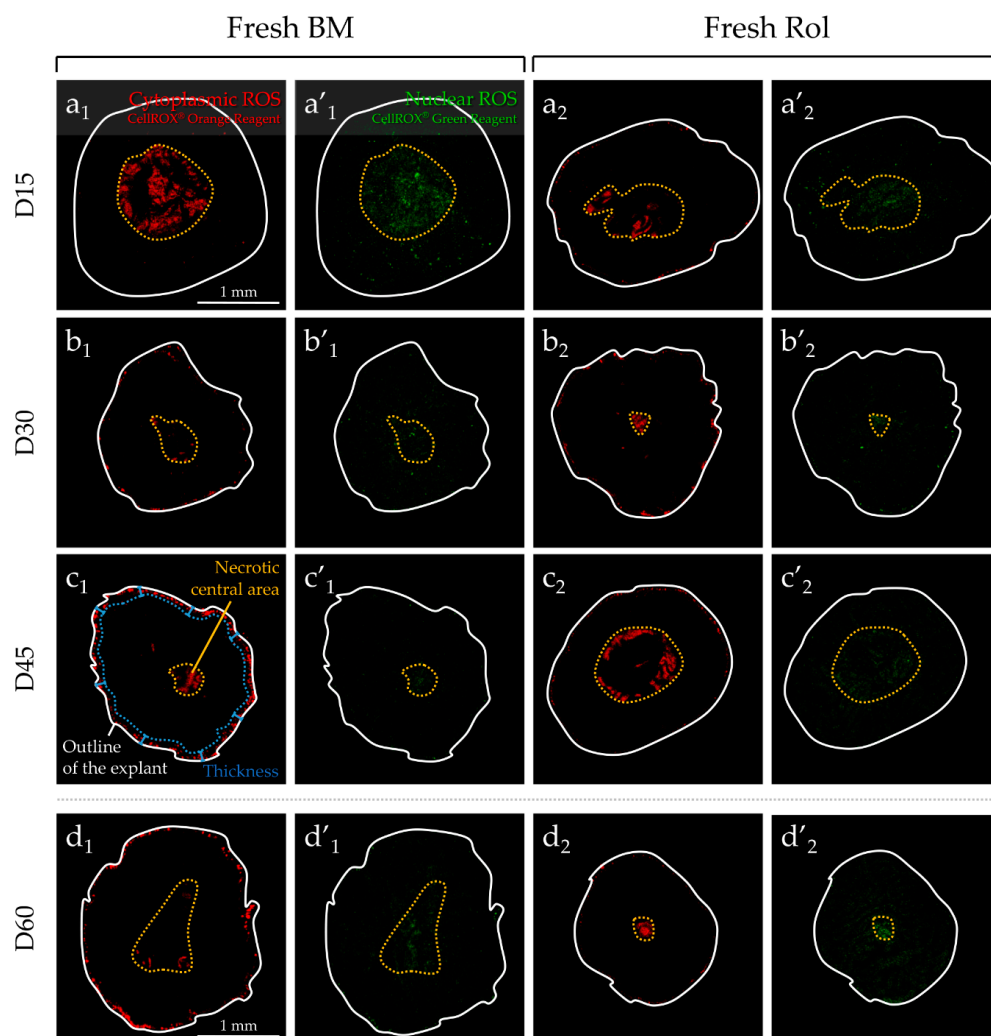 Fresh BM
Fresh RoI
D15
a₁
Cytoplasmic ROS
CellROX® Orange Reagent
1 mm
a′₁
Nuclear ROS
CellROX® Green Reagent
a₂
a′₂
D30
b₁
b′₁
b₂
b′₂
D45
c₁
Necrotic
central area
Outline
of the explant
Thickness
c′₁
c₂
c′₂
D60
d₁
1 mm
d′₁
d₂
d′₂